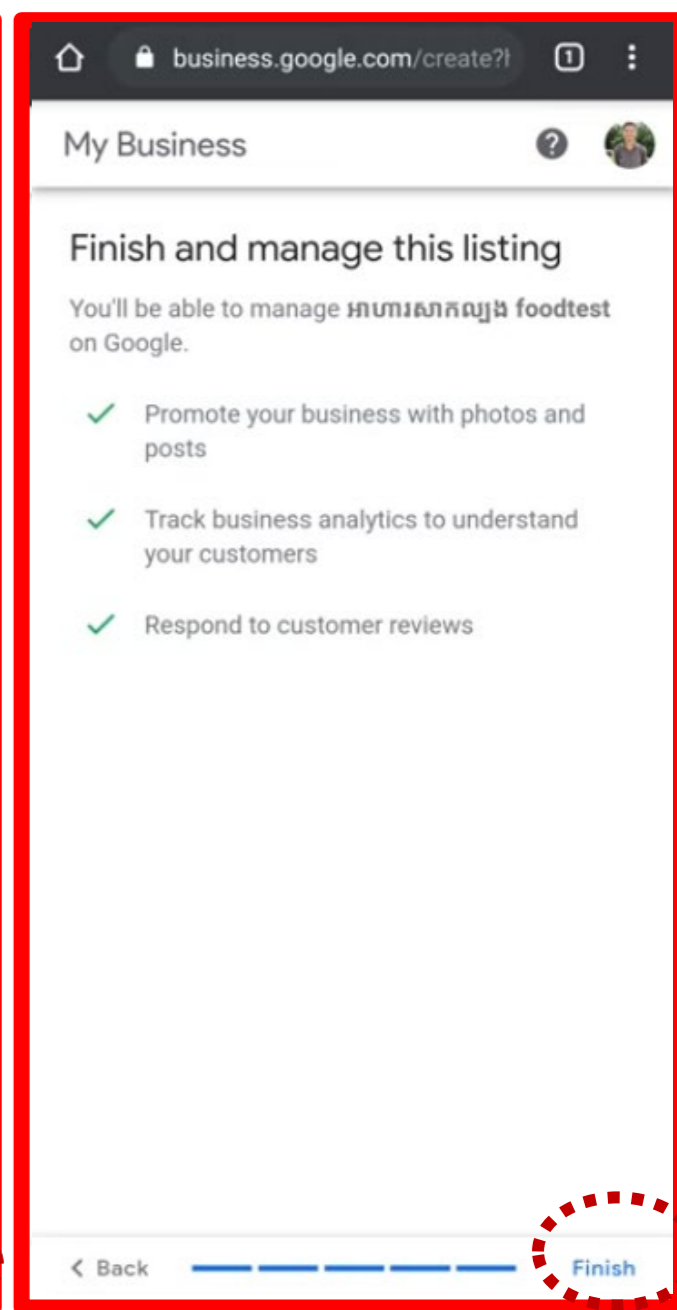 business.google.com/create?h
1
My Business
?
Finish and manage this listing
You'll be able to manage អាហារសាកល្បង foodtest
on Google.
Promote your business with photos and
posts
Track business analytics to understand
your customers
Respond to customer reviews
< Back
Finish